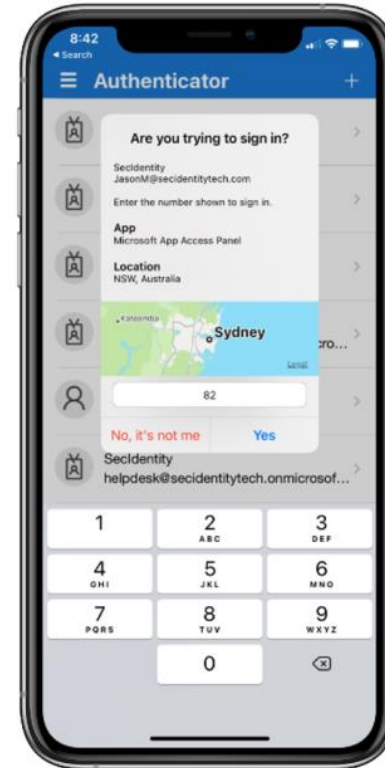 8:42
Search
Authenticator
+
Are you trying to sign in?
SecIdentity
JasonM@secidentitytech.com
Enter the number shown to sign in.
App
Microsoft App Access Panel
Location
NSW, Australia
Katoomba
Sydney
Legal
cro...
82
No, it's not me
Yes
SecIdentity
helpdesk@secidentitytech.onmicrosof...
1
2
ABC
3
DEF
4
GHI
5
JKL
6
MNO
7
PQRS
8
TUV
9
WXYZ
0